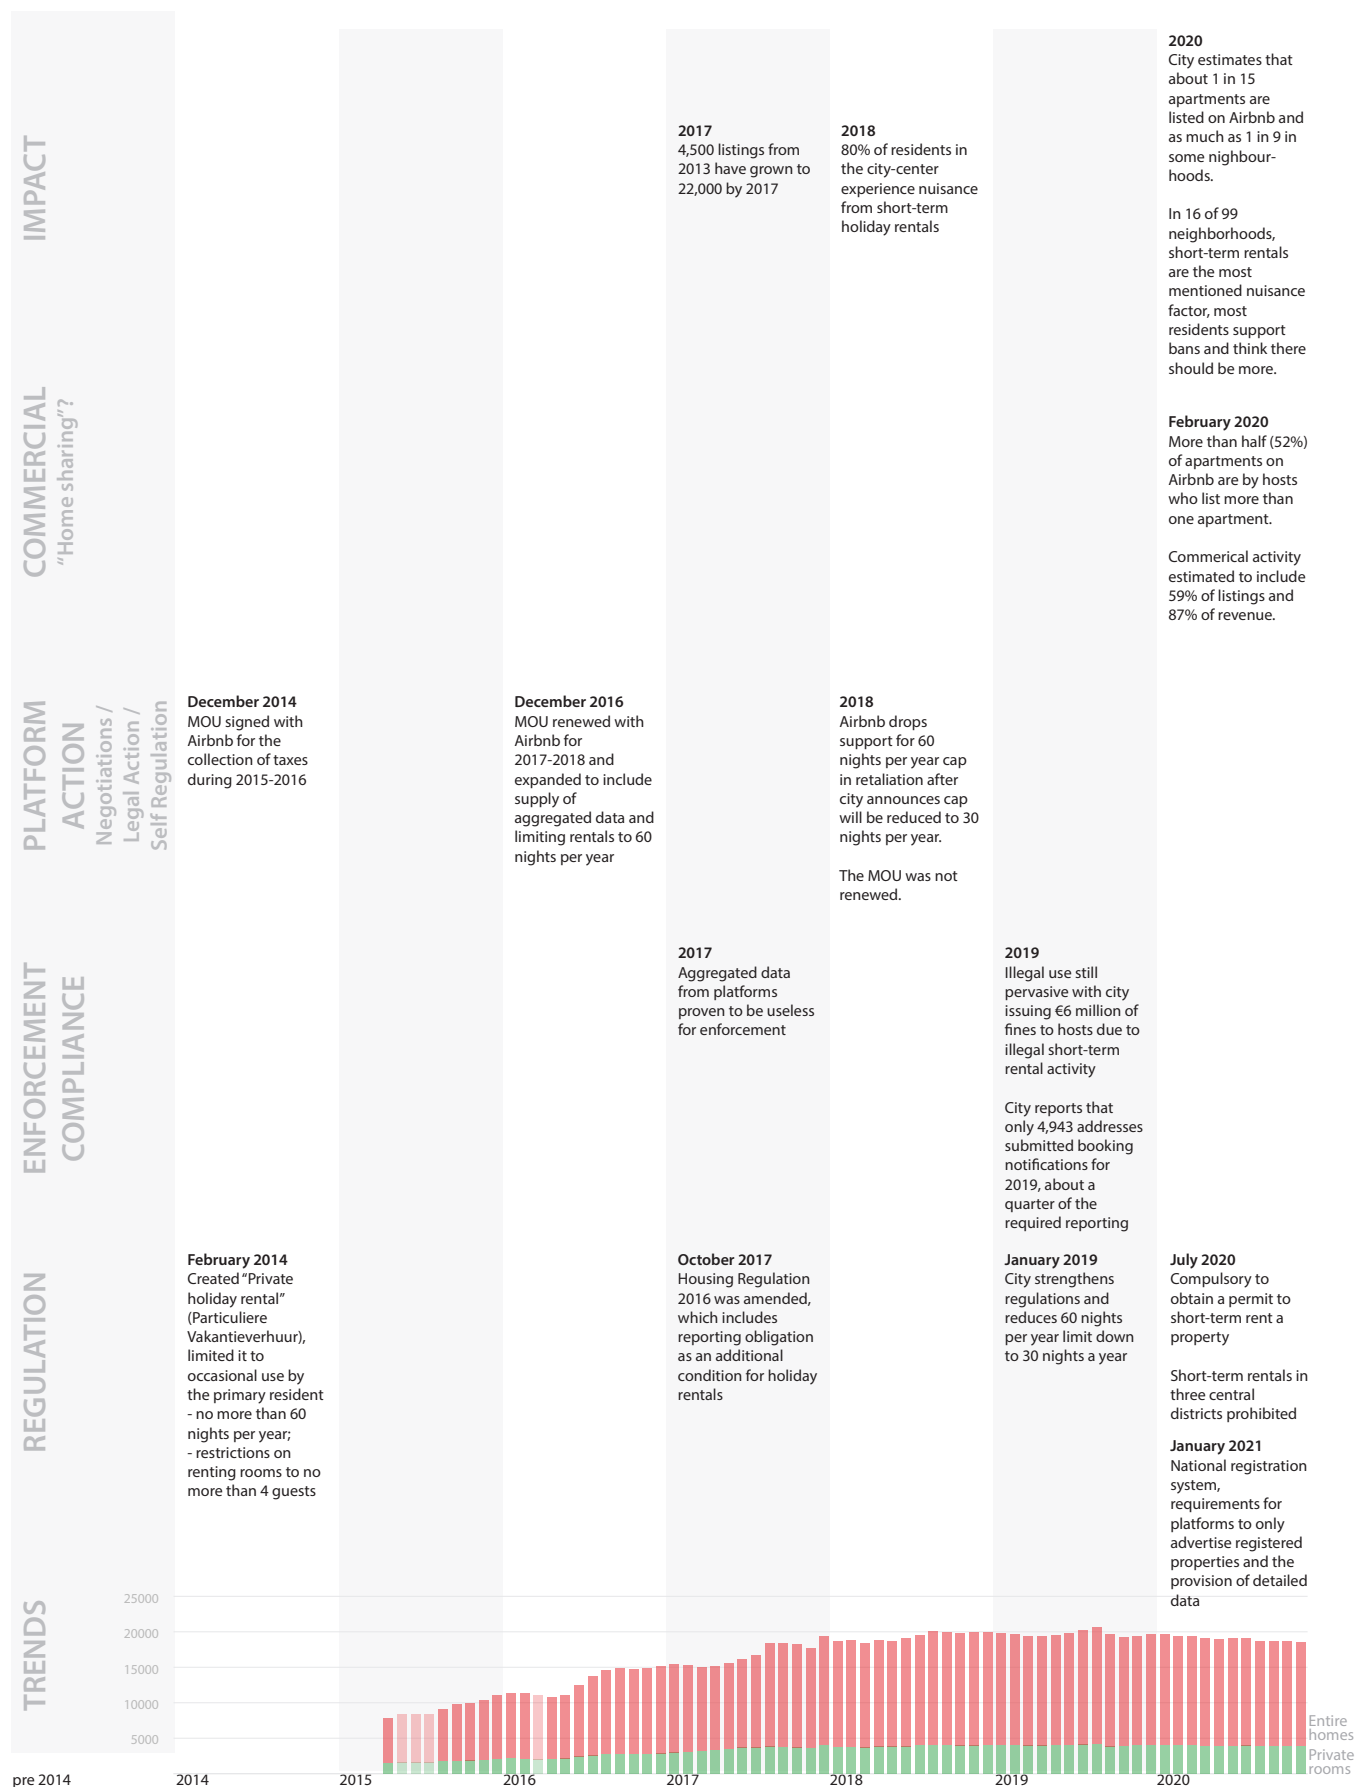 IMPACT
2017
4,500 listings from
2013 have grown to
22,000 by 2017
2018
80% of residents in
the city-center
experience nuisance
from short-term
holiday rentals
2020
City estimates that
about 1 in 15
apartments are
listed on Airbnb and
as much as 1 in 9 in
some nighbour-
hoods.
In 16 of 99
neighborhoods,
short-term rentals
are the most
mentioned nuisance
factor, most
residents support
bans and think there
should be more.
COMMERCIAL
"Home sharing"?
February 2020
More than half (52%)
of apartments on
Airbnb are by hosts
who list more than
one apartment.
Commerical activity
estimated to include
59% of listings and
87% of revenue.
PLATFORM
ACTION
Negotiations /
Legal Action /
Self Regulation
December 2014
MOU signed with
Airbnb for the
collection of taxes
during 2015-2016
December 2016
MOU renewed with
Airbnb for
2017-2018 and
expanded to include
supply of
aggregated data and
limiting rentals to 60
nights per year
2018
Airbnb drops
support for 60
nights per year cap
in retaliation after
city announces cap
will be reduced to 30
nights per year.
The MOU was not
renewed.
ENFORCEMENT
COMPLIANCE
2017
Aggregated data
from platforms
proven to be useless
for enforcement
2019
Illegal use still
pervasive with city
issuing €6 million of
fines to hosts due to
illegal short-term
rental activity
City reports that
only 4,943 addresses
submitted booking
notifications for
2019, about a
quarter of the
required reporting
REGULATION
February 2014
Created "Private
holiday rental"
(Particuliere
Vakantieverhuur),
limited it to
occasional use by
the primary resident
- no more than 60
nights per year;
- restrictions on
renting rooms to no
more than 4 guests
October 2017
Housing Regulation
2016 was amended,
which includes
reporting obligation
as an additional
condition for holiday
rentals
January 2019
City strengthens
regulations and
reduces 60 nights
per year limit down
to 30 nights a year
July 2020
Compulsory to
obtain a permit to
short-term rent a
property
Short-term rentals in
three central
districts prohibited
January 2021
National registration
system,
requirements for
platforms to only
advertise registered
properties and the
provision of detailed
data
TRENDS
25000
20000
15000
10000
5000
Entire
homes
Private
rooms
pre 2014
2014
2015
2016
2017
2018
2019
2020